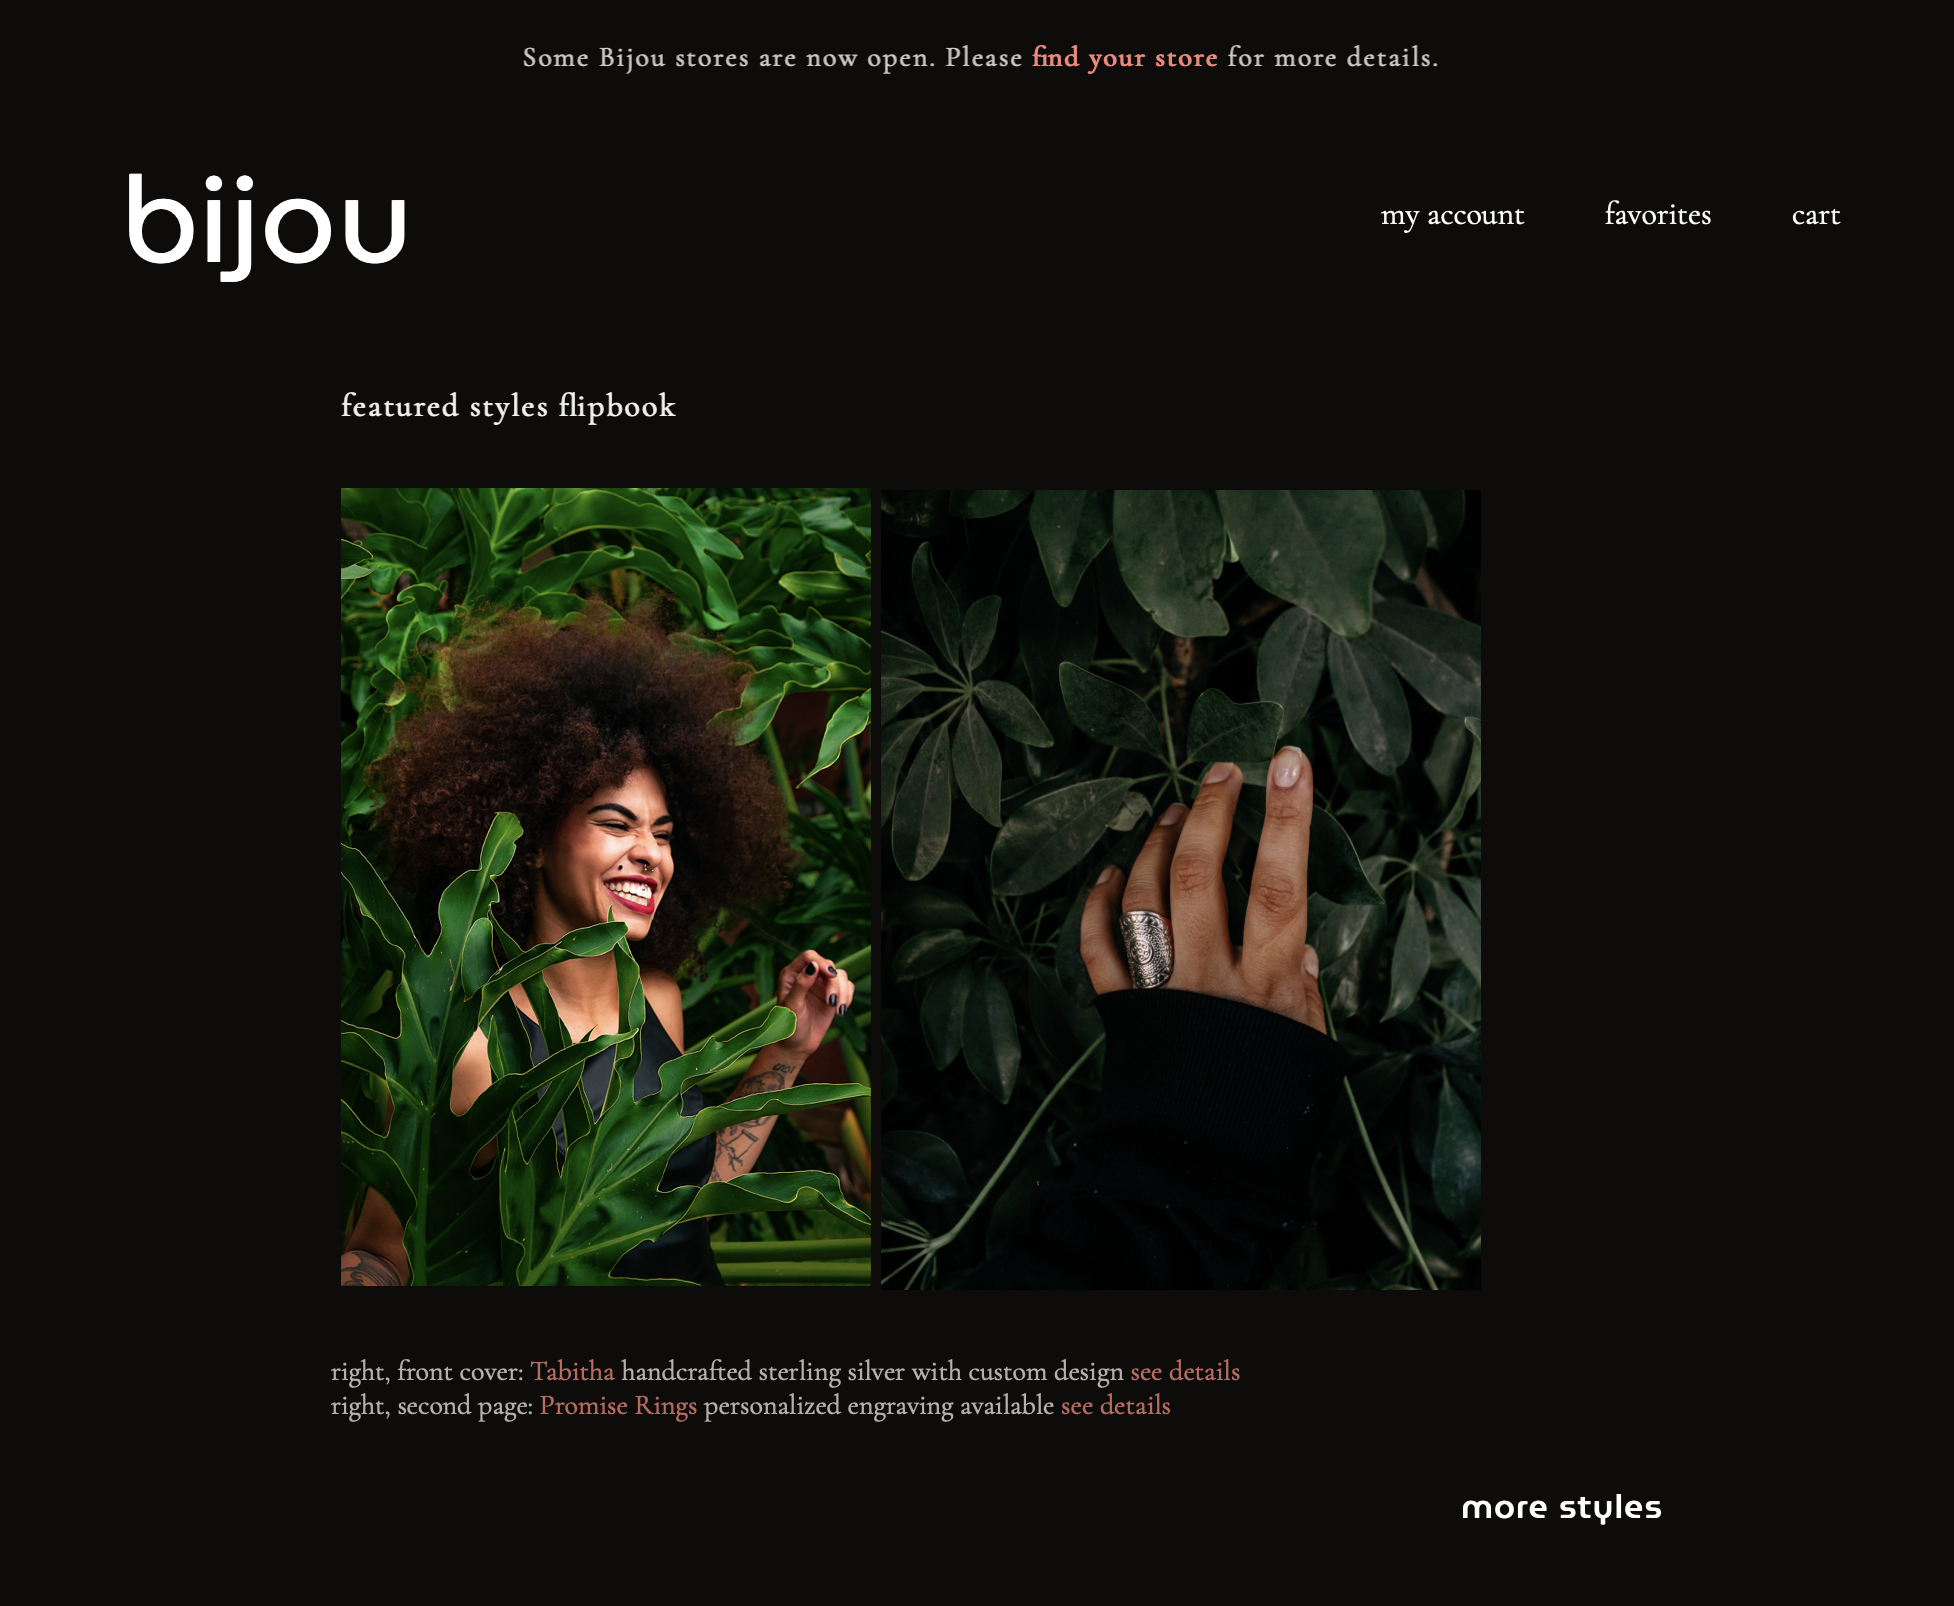 Some Bijou stores are now open. Please find your store for more details.
bijou
my account favorites cart
featured styles flipbook
right, front cover: Tabitha handcrafted sterling silver with custom design see details
right, second page: Promise Rings personalized engraving available see details
more styles